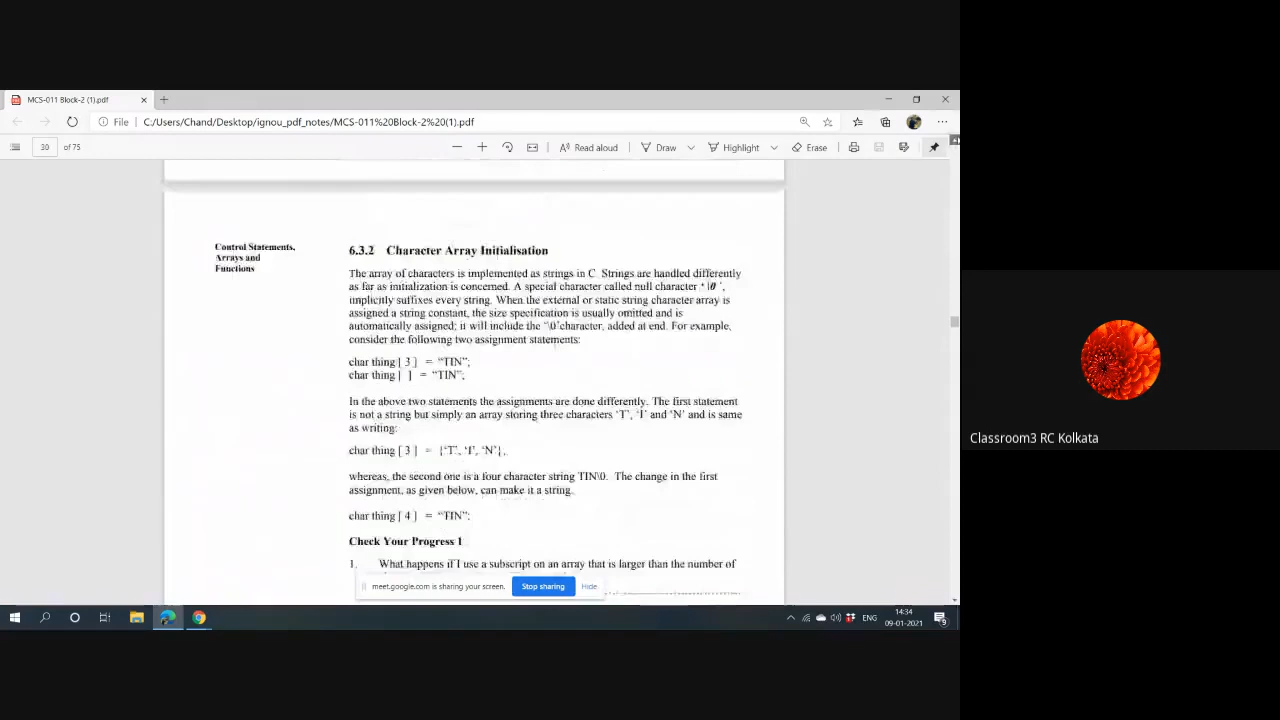 MCS-011 Block-2 (1).pdf
File
C:/Users/Chand/Desktop/ignou_pdf_notes/MCS-011%20Block-2%20(1).pdf
30 of 75
Read aloud
Draw
Highlight
Erase
Control Statements,
Arrays and
Functions
6.3.2 Character Array Initialisation
The array of characters is implemented as strings in C. Strings are handled differently
as far as initialization is concerned. A special character called null character ‘ \0 ’,
implicitly suffixes every string. When the external or static string character array is
assigned a string constant, the size specification is usually omitted and is
automatically assigned; it will include the ‘\0’character, added at end. For example,
consider the following two assignment statements:
char thing [ 3 ] = “TIN”;
char thing [ ] = “TIN”;
In the above two statements the assignments are done differently. The first statement
is not a string but simply an array storing three characters ‘T’, ‘I’ and ‘N’ and is same
as writing:
char thing [ 3 ] = {‘T’, ‘I’, ‘N’};
whereas, the second one is a four character string TIN\0. The change in the first
assignment, as given below, can make it a string.
char thing [ 4 ] = “TIN”;
Check Your Progress 1
1. What happens if I use a subscript on an array that is larger than the number of
meet.google.com is sharing your screen.
Stop sharing
Hide
ENG
14:34
09-01-2021
Classroom3 RC Kolkata